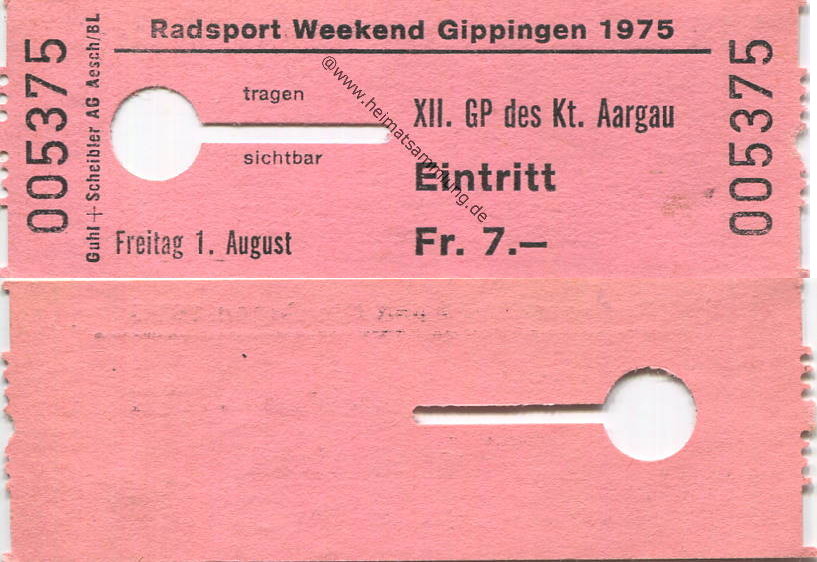 Radsport Weekend Gippingen 1975
005375
Guhl + Scheibler AG Aesch/BL
tragen
sichtbar
XII. GP des Kt. Aargau
Eintritt
Freitag 1. August
Fr. 7.—
005375
@www.heimatsammlung.de